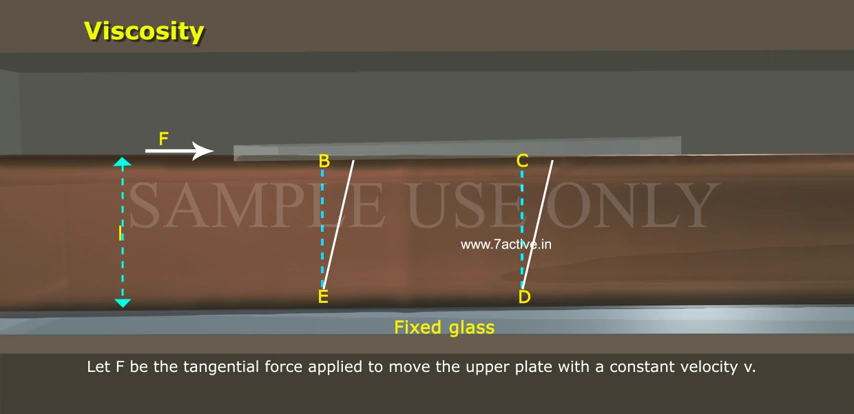 Viscosity
F
B
C
SAMPLE USE ONLY
l
www.7active.in
E
D
Fixed glass
Let F be the tangential force applied to move the upper plate with a constant velocity v.